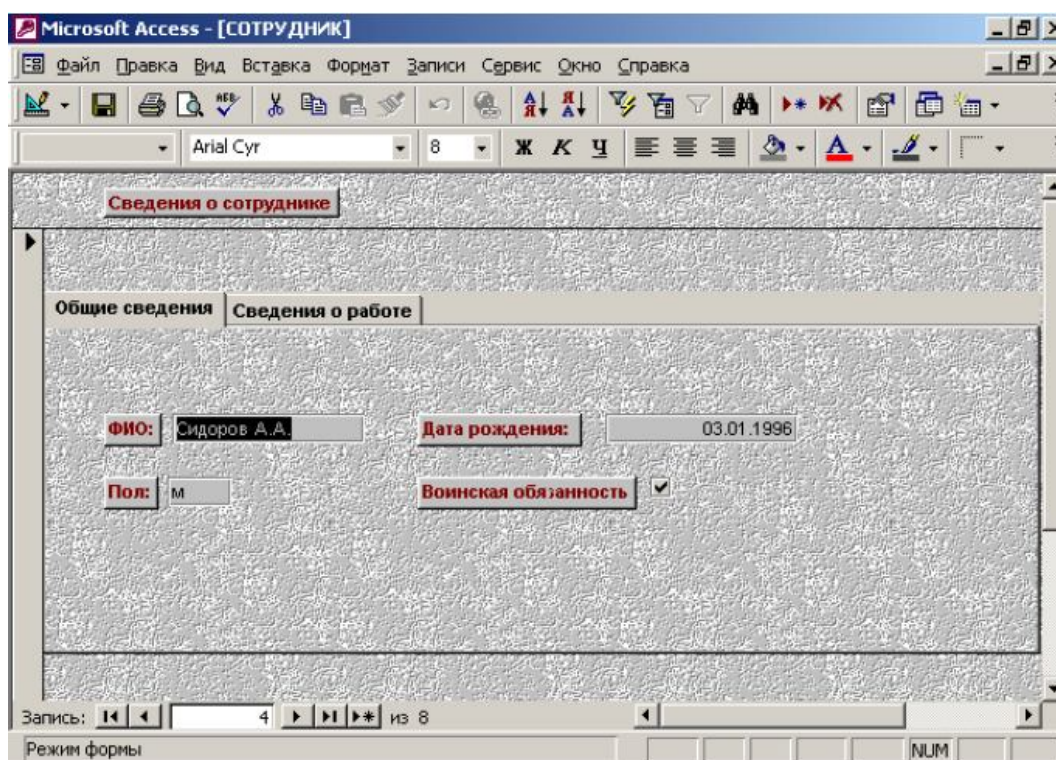 Microsoft Access - [СОТРУДНИК]
Файл Правка Вид Вставка Формат Записи Сервис Окно Справка
Arial Cyr 8 Ж К Ч
Сведения о сотруднике
Общие сведения Сведения о работе
ФИО: Сидоров А.А. Дата рождения: 03.01.1996
Пол: м Воинская обязанность
Запись: 4 из 8
Режим формы NUM